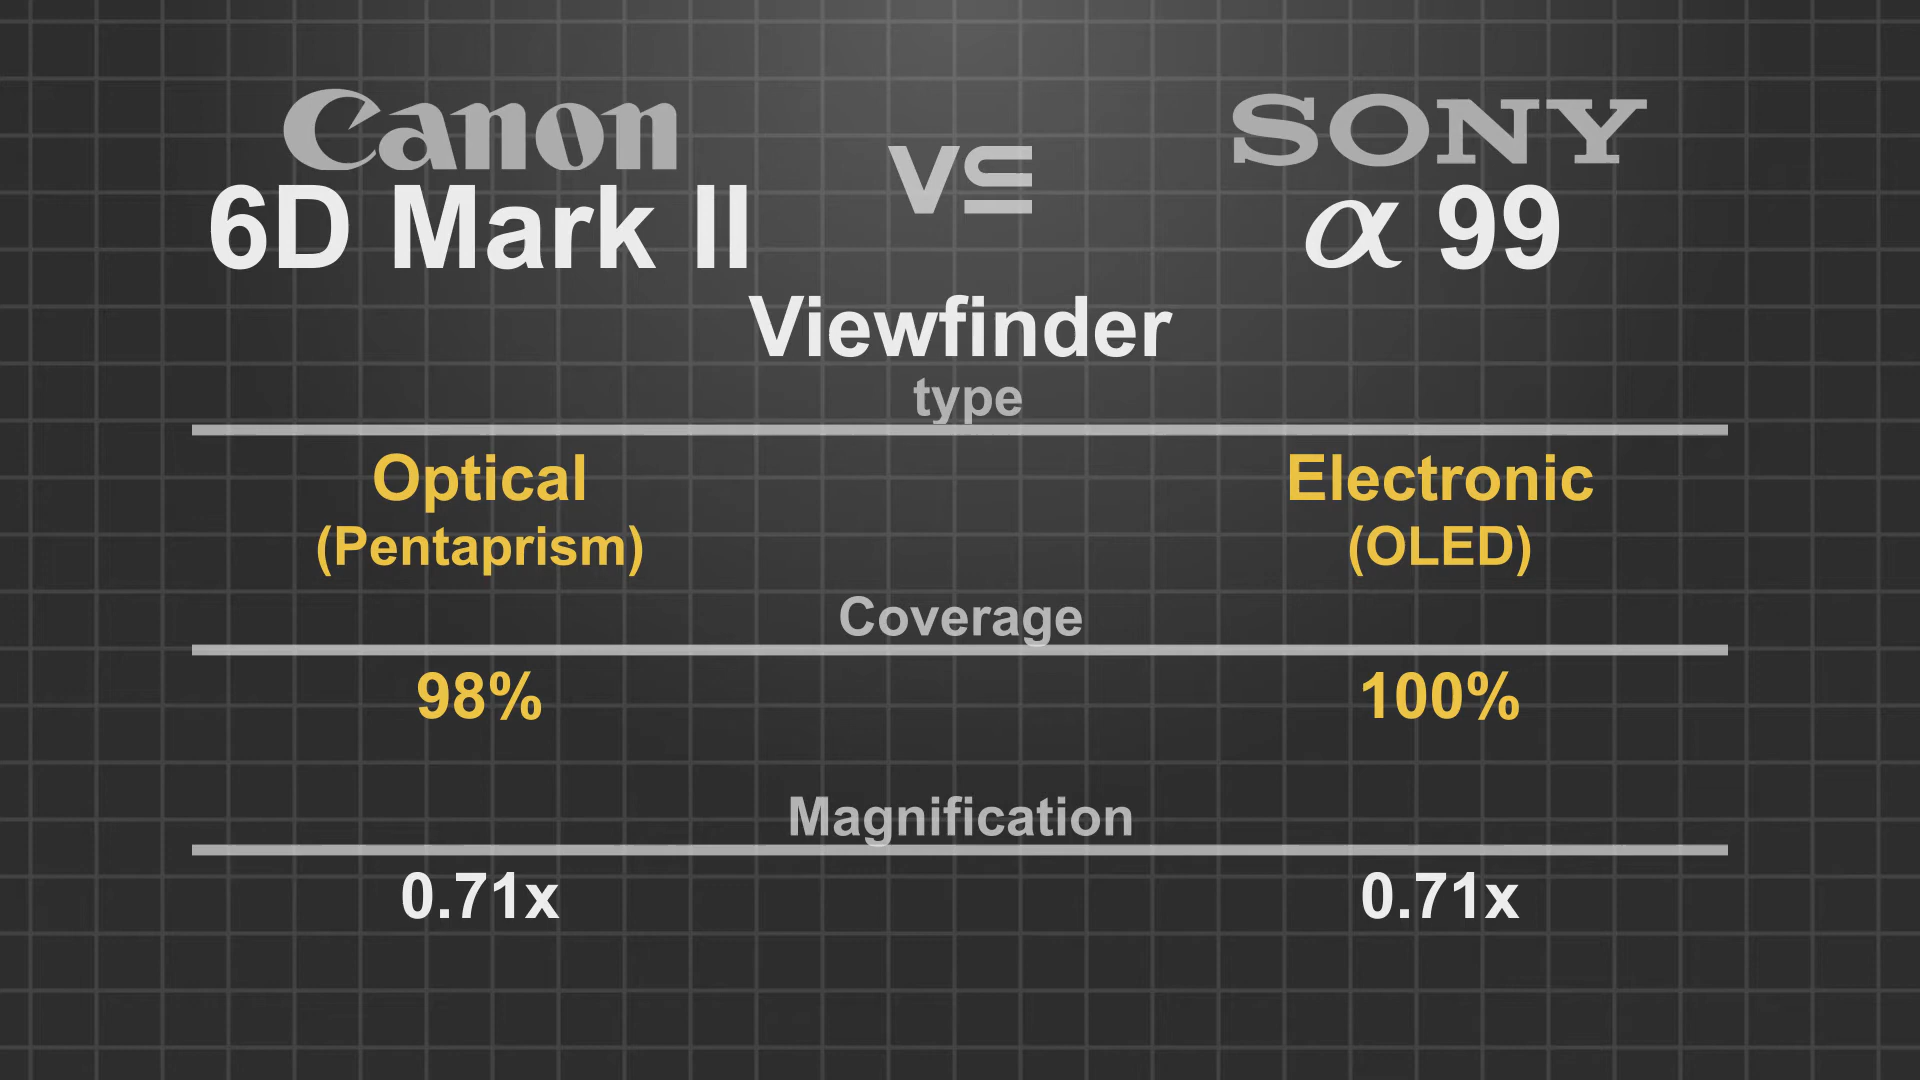 Canon
6D Mark II
VS
SONY
α 99
Viewfinder
type
Optical
(Pentaprism)
Electronic
(OLED)
Coverage
98%
100%
Magnification
0.71x
0.71x